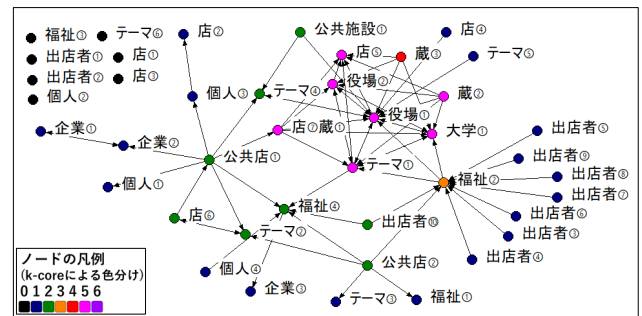 福祉③
テーマ⑥
出店者①
店①
出店者②
店③
個人②
店②
公共施設①
店⑤
蔵③
店④
テーマ⑤
個人③
テーマ④
役場②
蔵②
役場①
店⑦
蔵①
大学①
企業①
企業②
公共店①
テーマ①
出店者⑤
出店者⑨
出店者⑧
出店者⑦
個人①
福祉②
出店者⑥
出店者③
出店者④
店⑥
福祉④
出店者⑩
テーマ②
公共店②
個人④
企業③
テーマ③
福祉①
ノードの凡例
(k-coreによる色分け)
0 1 2 3 4 5 6